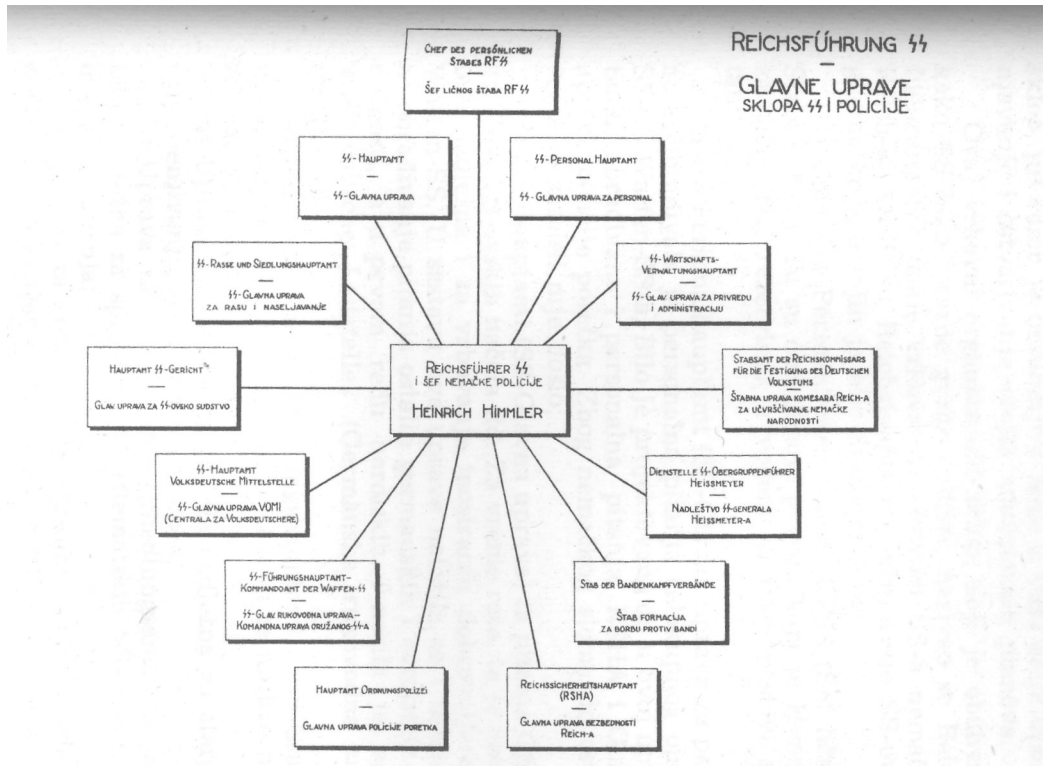 REICHSFÜHRUNG SS
GLAVNE UPRAVE
SKLOPA SS I POLICIJE
CHEF DES PERSÖNLICHEN
STABES RF SS
ŠEF LIČNOG ŠTABA RF SS
SS-HAUPTAMT
SS-GLAVNA UPRAVA
SS-PERSONAL HAUPTAMT
SS-GLAVNA UPRAVA ZA PERSONAL
SS-RASSE UND SIEDLUNGSHAUPTAMT
SS-GLAVNA UPRAVA
ZA RASU I NASELJAVANJE
SS-WIRTSCHAFTS-
VERWALTUNGSHAUPTAMT
SS-GLAV. UPRAVA ZA PRIVREDU
I ADMINISTRACIJU
HAUPTAMT SS-GERICHT
GLAV. UPRAVA ZA SS-OVSKO SUDSTVO
REICHSFÜHRER SS
I ŠEF NEMAČKE POLICIJE
HEINRICH HIMMLER
STABSAMT DER REICHSKOMMISSARS
FÜR DIE FESTIGUNG DES DEUTSCHEN
VOLKSTUMS
ŠTABNA UPRAVA KOMESARA REICH-A
ZA UČVRŠĆIVANJE NEMAČKE
NARODNOSTI
SS-HAUPTAMT
VOLKSDEUTSCHE MITTELSTELLE
SS-GLAVNA UPRAVA VOMI
(CENTRALA ZA VOLKSDEUTSCHERE)
DIENSTELLE SS-OBERGRUPPENFÜHRER
HEISSMEYER
NADLEŠTVO SS-GENERALA
HEISSMEYER-A
SS-FÜHRUNGSHAUPTAMT-
KOMMANDOAMT DER WAFFEN-SS
SS-GLAV. RUKOVODNA UPRAVA-
KOMANDNA UPRAVA ORUŽANOG-SS-A
STAB DER BANDENKAMPFVERBÄNDE
ŠTAB FORMACIJA
ZA BORBU PROTIV BANDI
HAUPTAMT ORDNUNGSPOLIZEI
GLAVNA UPRAVA POLICIJE PORETKA
REICHSSICHERHEITSHAUPTAMT
(RSHA)
GLAVNA UPRAVA BEZBEDNOSTI
REICH-A